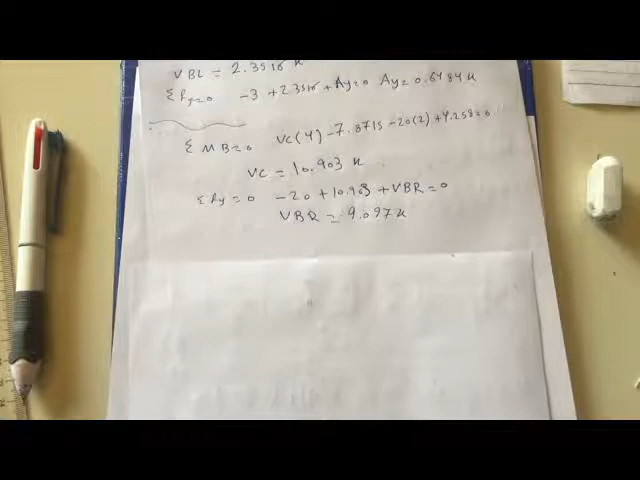 VBL = 2.3516 k
ΣFy=0 -3 + 2.3516 + Ay=0 Ay = 0.6484 k
ΣMB=0 VC(4) - 7.8715 - 20(2) + 4.258 = 0
VC = 10.903 k
ΣFy = 0 -20 + 10.903 + VBR = 0
VBR = 9.097 k